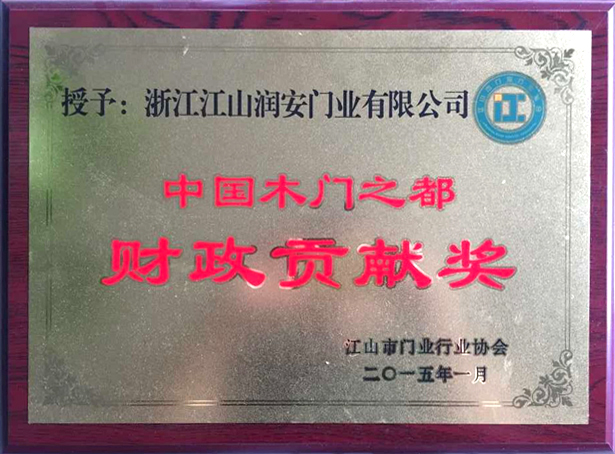 授予：浙江江山润安门业有限公司
江
中国木门之都
财政贡献奖
江山市门业行业协会
二〇一五年一月